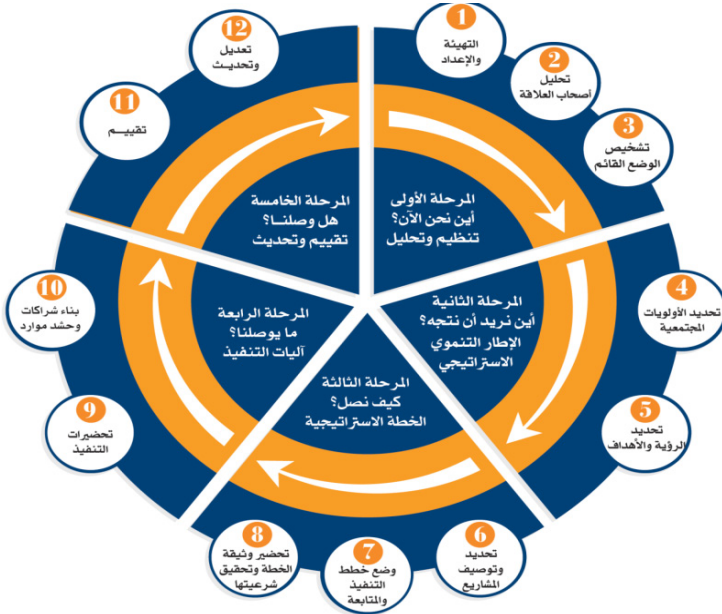 1
التهيئة
والإعداد
2
تحليل
أصحاب العلاقة
3
تشخيص
الوضع القائم
المرحلة الأولى
أين نحن الآن؟
تنظيم وتحليل
4
تحديد الأولويات
المجتمعية
5
تحديد
الرؤية والأهداف
المرحلة الثانية
أين نريد أن نتجه؟
الإطار التنموي
الاستراتيجي
6
تحديد
وتوصيف
المشاريع
7
وضع خطط
التنفيذ
والمتابعة
8
تحضير وثيقة
الخطة وتحقيق
شرعيتها
المرحلة الثالثة
كيف نصل؟
الخطة الاستراتيجية
9
تحضيرات
التنفيذ
10
بناء شراكات
وحشد موارد
المرحلة الرابعة
ما يوصلنا؟
آليات التنفيذ
11
تقييـــم
12
تعديل
وتحديـث
المرحلة الخامسة
هل وصلنـا؟
تقييم وتحديث